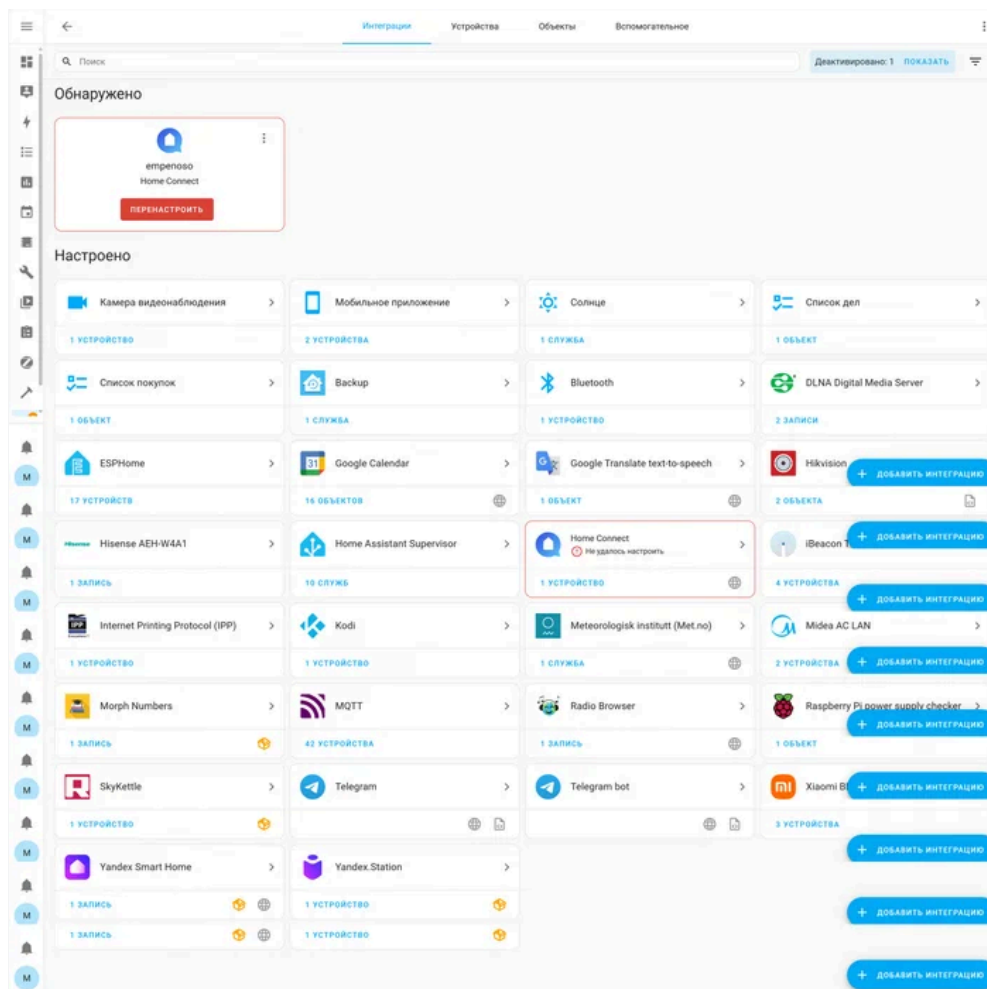 Интеграции Устройства Объекты Вспомогательное
Поиск Деактивировано: 1 ПОКАЗАТЬ
Обнаружено
empenoso
Home Connect
ПЕРЕНАСТРОИТЬ
Настроено
Камера видеонаблюдения Мобильное приложение Солнце Список дел
1 УСТРОЙСТВО 2 УСТРОЙСТВА 1 СЛУЖБА 1 ОБЪЕКТ
Список покупок Backup Bluetooth DLNA Digital Media Server
1 ОБЪЕКТ 1 СЛУЖБА 1 УСТРОЙСТВО 2 ЗАПИСИ
ESPHome 31 Google Calendar Google Translate text-to-speech Hikvision
M + ДОБАВИТЬ ИНТЕГРАЦИЮ
17 УСТРОЙСТВ 16 ОБЪЕКТОВ 1 ОБЪЕКТ 2 ОБЪЕКТА
M Hisense Hisense AEH-W4A1 Home Assistant Supervisor Home Connect iBeacon T + ДОБАВИТЬ ИНТЕГРАЦИЮ
Не удалось настроить
1 ЗАПИСЬ 10 СЛУЖБ 1 УСТРОЙСТВО 4 УСТРОЙСТВА
M + ДОБАВИТЬ ИНТЕГРАЦИЮ
IPP Internet Printing Protocol (IPP) Kodi Meteorologisk institutt (Met.no) Midea AC LAN
M 1 УСТРОЙСТВО 1 УСТРОЙСТВО 1 СЛУЖБА 2 УСТРОЙСТВА + ДОБАВИТЬ ИНТЕГРАЦИЮ
Morph Numbers MQTT Radio Browser Raspberry Pi power supply checker
M + ДОБАВИТЬ ИНТЕГРАЦИЮ
1 ЗАПИСЬ 42 УСТРОЙСТВА 1 ЗАПИСЬ 1 ОБЪЕКТ
M SkyKettle Telegram Telegram bot Xiaomi Bl + ДОБАВИТЬ ИНТЕГРАЦИЮ
1 УСТРОЙСТВО 3 УСТРОЙСТВА
M + ДОБАВИТЬ ИНТЕГРАЦИЮ
Yandex Smart Home Yandex.Station
1 ЗАПИСЬ 1 УСТРОЙСТВО
M + ДОБАВИТЬ ИНТЕГРАЦИЮ
1 ЗАПИСЬ 1 УСТРОЙСТВО
M + ДОБАВИТЬ ИНТЕГРАЦИЮ